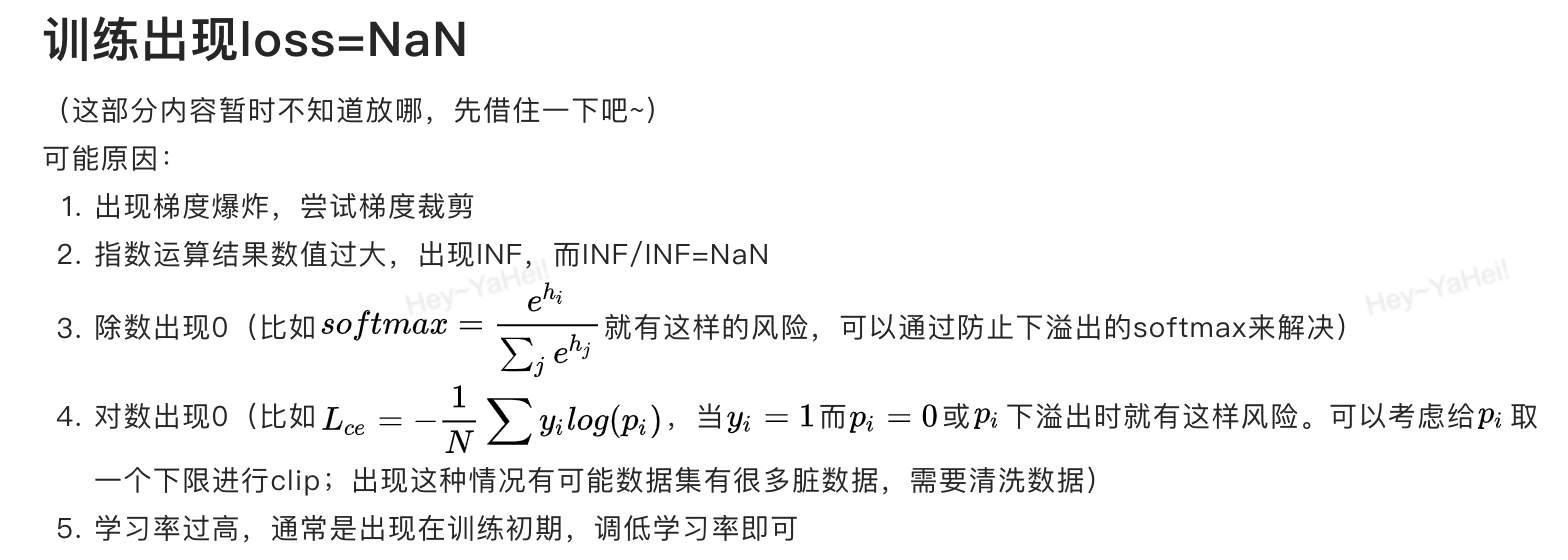 训练出现loss=NaN
（这部分内容暂时不知道放哪，先借住一下吧~）
可能原因：
1. 出现梯度爆炸，尝试梯度裁剪
2. 指数运算结果数值过大，出现INF，而INF/INF=NaN
Hey~YaHei!
Hey~YaHei!
3. 除数出现0（比如$softmax = \frac{e^{h_i}}{\sum_j e^{h_j}}$就有这样的风险，可以通过防止下溢出的softmax来解决）
4. 对数出现0（比如$L_{ce} = -\frac{1}{N} \sum y_i log(p_i)$，当$y_i = 1$而$p_i = 0$或$p_i$下溢出时就有这样风险。可以考虑给$p_i$取
一个下限进行clip；出现这种情况有可能数据集有很多脏数据，需要清洗数据）
5. 学习率过高，通常是出现在训练初期，调低学习率即可